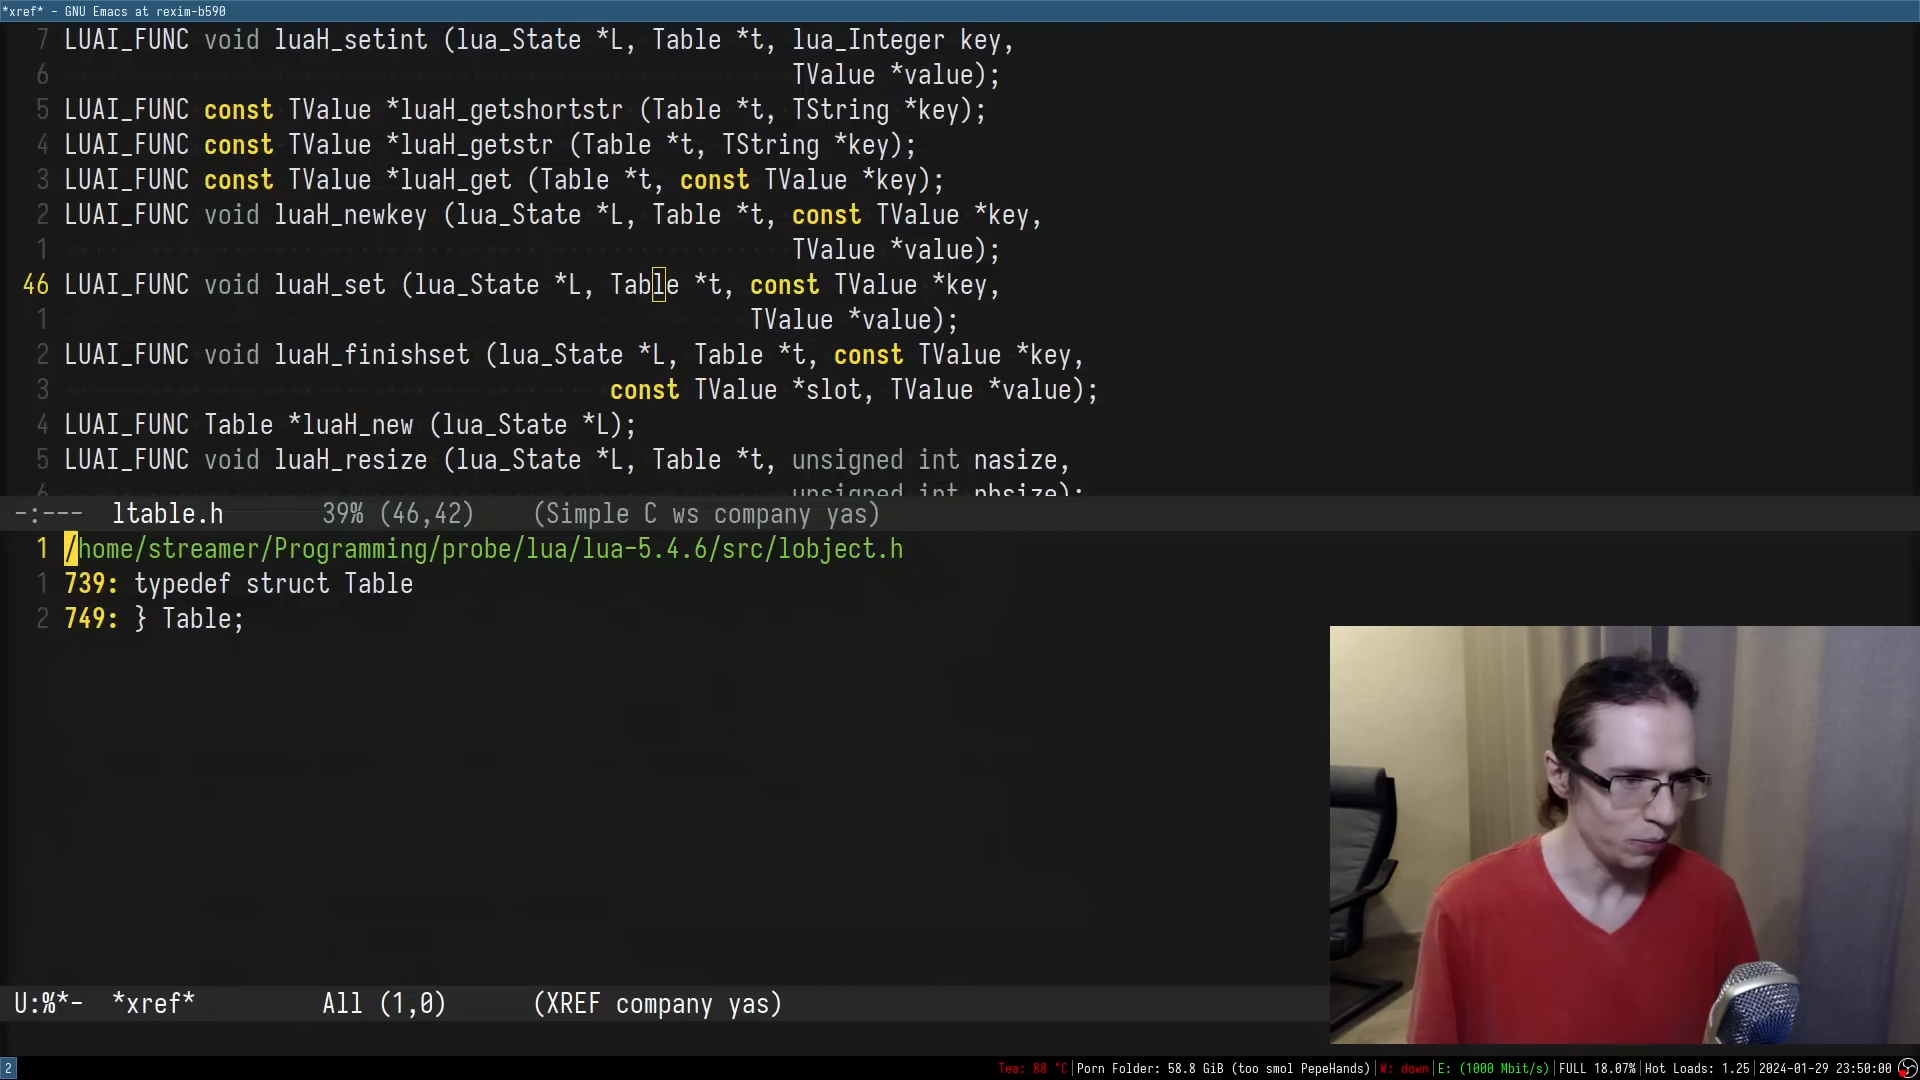 *xref* - GNU Emacs at rexim-b590
7 LUAI_FUNC void luaH_setint (lua_State *L, Table *t, lua_Integer key,
6 TValue *value);
5 LUAI_FUNC const TValue *luaH_getshortstr (Table *t, TString *key);
4 LUAI_FUNC const TValue *luaH_getstr (Table *t, TString *key);
3 LUAI_FUNC const TValue *luaH_get (Table *t, const TValue *key);
2 LUAI_FUNC void luaH_newkey (lua_State *L, Table *t, const TValue *key,
1 TValue *value);
46 LUAI_FUNC void luaH_set (lua_State *L, Table *t, const TValue *key,
1 TValue *value);
2 LUAI_FUNC void luaH_finishset (lua_State *L, Table *t, const TValue *key,
3 const TValue *slot, TValue *value);
4 LUAI_FUNC Table *luaH_new (lua_State *L);
5 LUAI_FUNC void luaH_resize (lua_State *L, Table *t, unsigned int nasize,
6 unsigned int nhsize);
-:--- ltable.h 39% (46,42) (Simple C ws company yas)
1 /home/streamer/Programming/probe/lua/lua-5.4.6/src/lobject.h
1 739: typedef struct Table
2 749: } Table;
U:%*- *xref* All (1,0) (XREF company yas)
2 Tea: 88 °C|Porn Folder: 58.8 GiB (too smol PepeHands)|W: down|E: (1000 Mbit/s)|FULL 18.07%|Hot Loads: 1.25|2024-01-29 23:50:00